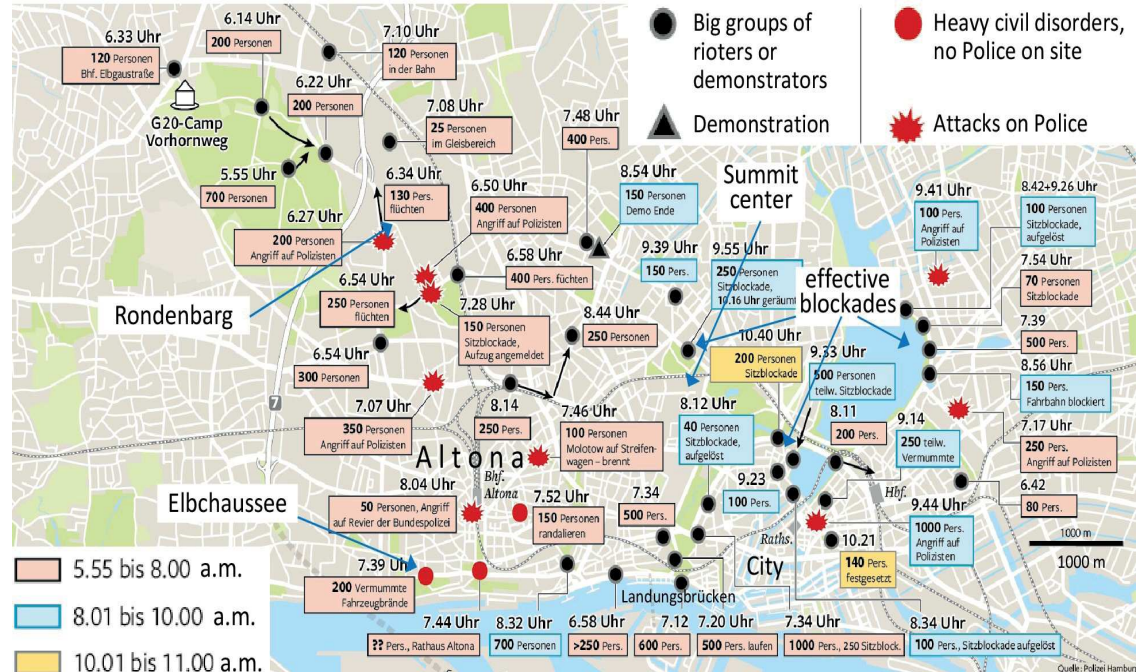 6.33 Uhr
120 Personen
Bhf. Elbgaustraße
6.14 Uhr
200 Personen
7.10 Uhr
120 Personen
in der Bahn
Big groups of
rioters or
demonstrators
Demonstration
Heavy civil disorders,
no Police on site
Attacks on Police
G20-Camp
Vorhornweg
6.22 Uhr
200 Personen
7.08 Uhr
25 Personen
im Gleisbereich
7.48 Uhr
400 Pers.
5.55 Uhr
700 Personen
6.34 Uhr
130 Pers.
flüchten
6.50 Uhr
400 Personen
Angriff auf Polizisten
8.54 Uhr
150 Personen
Demo Ende
Summit
center
9.41 Uhr
100 Pers.
Angriff auf
Polizisten
8.42+9.26 Uhr
100 Personen
Sitzblockade,
aufgelöst
6.27 Uhr
200 Personen
Angriff auf Polizisten
6.58 Uhr
400 Pers. füchten
9.39 Uhr
150 Pers.
9.55 Uhr
250 Personen
Sitzblockade,
10.16 Uhr geräumt
effective
blockades
7.54 Uhr
70 Personen
Sitzblockade
Rondenbarg
6.54 Uhr
250 Personen
flüchten
7.28 Uhr
150 Personen
Sitzblockade,
Aufzug angemeldet
8.44 Uhr
250 Personen
10.40 Uhr
200 Personen
Sitzblockade
9.33 Uhr
500 Personen
teilw. Sitzblockade
7.39
500 Pers.
6.54 Uhr
300 Personen
8.56 Uhr
150 Pers.
Fahrbahn blockiert
7
7.07 Uhr
350 Personen
Angriff auf Polizisten
8.14
250 Pers.
7.46 Uhr
100 Personen
Molotow auf Streifen-
wagen – brennt
8.12 Uhr
40 Personen
Sitzblockade,
aufgelöst
8.11
200 Pers.
9.14
250 teilw.
Vermummte
7.17 Uhr
250 Pers.
Angriff auf Polizisten
Altona
Bhf.
Altona
Elbchaussee
8.04 Uhr
50 Personen, Angriff
auf Revier der Bundespolizei
7.52 Uhr
150 Personen
randalieren
7.34
500 Pers.
9.23
100 Pers.
Hbf.
9.44 Uhr
1000 Pers.
Angriff auf
Polizisten
6.42
80 Pers.
1000 m
1000 m
Raths.
City
10.21
140 Pers.
festgesetzt
5.55 bis 8.00 a.m.
8.01 bis 10.00 a.m.
10.01 bis 11.00 a.m.
7.39 Uhr
200 Vermummte
Fahrzeugbrände
Landungsbrücken
7.44 Uhr
?? Pers., Rathaus Altona
8.32 Uhr
700 Personen
6.58 Uhr
>250 Pers.
7.12
600 Pers.
7.20 Uhr
500 Pers. laufen
7.34 Uhr
1000 Pers., 250 Sitzblock.
8.34 Uhr
100 Pers., Sitzblockade aufgelöst
Quelle: Polizei Hamburg